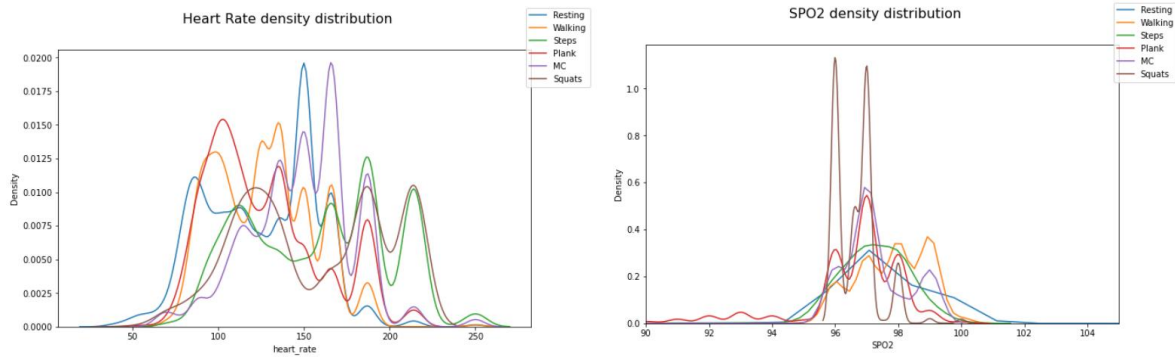 Heart Rate density distribution
Resting
Walking
Steps
Plank
MC
Squats
0.0200
0.0175
0.0150
0.0125
0.0100
0.0075
0.0050
0.0025
0.0000
Density
50 100 150 200 250
heart_rate
SPO2 density distribution
Resting
Walking
Steps
Plank
MC
Squats
1.0
0.8
0.6
0.4
0.2
0.0
Density
90 92 94 96 98 100 102 104
SPO2